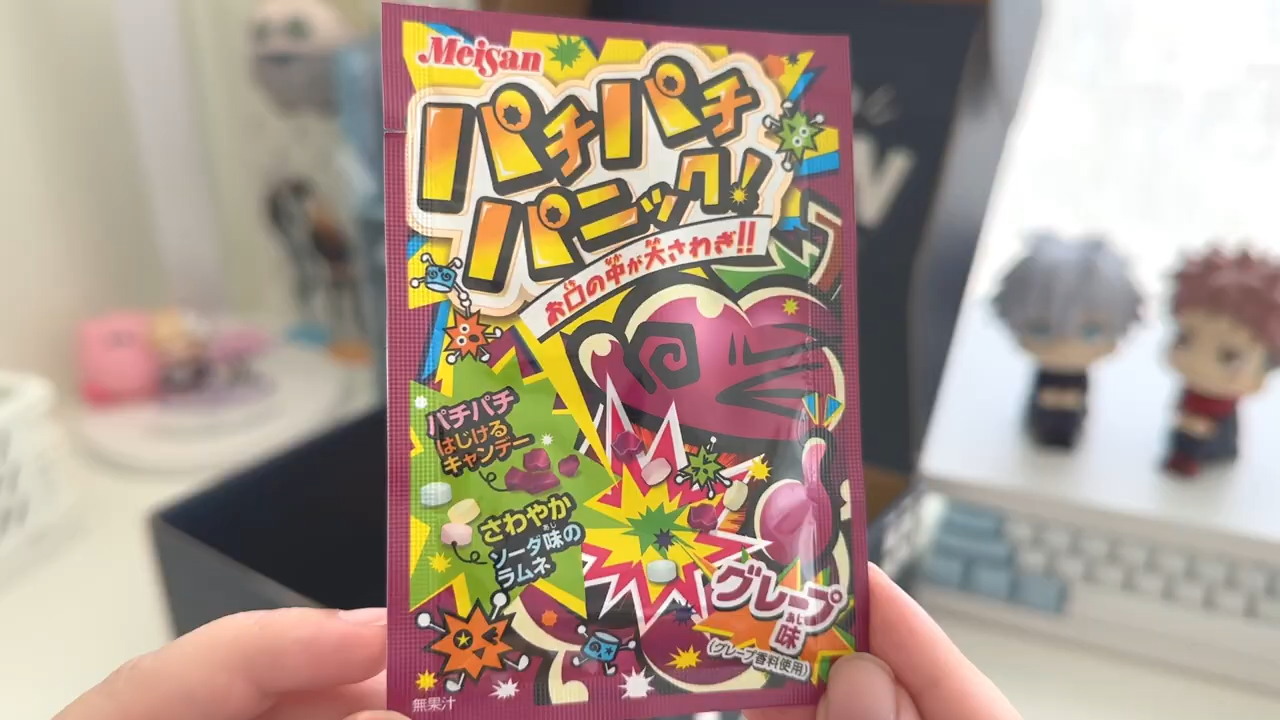 Meisan
パチパチ
パニック!
お口の中が大さわぎ!!
パチパチ
はじける
キャンデー
さわやか
ソーダ味の
ラムネ
グレープ
味
(グレープ香料使用)
無果汁